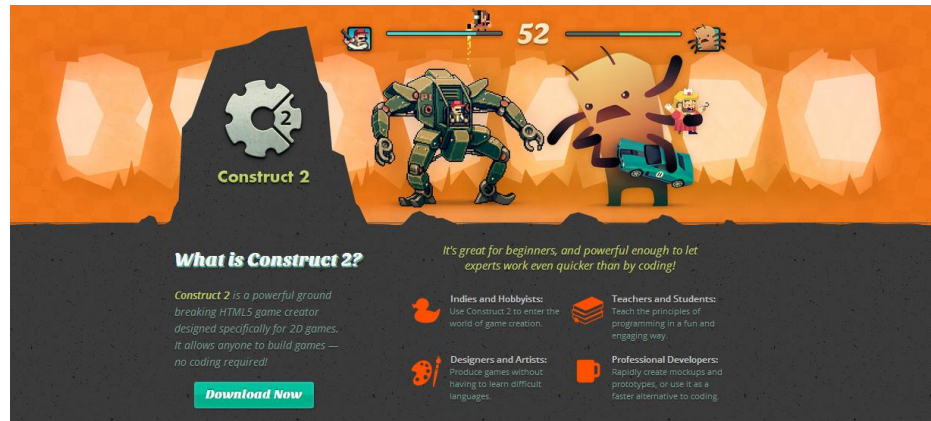 52
2
Construct 2
What is Construct 2?
Construct 2 is a powerful ground
breaking HTML5 game creator
designed specifically for 2D games.
It allows anyone to build games —
no coding required!
Download Now
It's great for beginners, and powerful enough to let
experts work even quicker than by coding!
Indies and Hobbyists:
Use Construct 2 to enter the
world of game creation.
Teachers and Students:
Teach the principles of
programming in a fun and
engaging way.
Designers and Artists:
Produce games without
having to learn difficult
languages.
Professional Developers:
Rapidly create mockups and
prototypes, or use it as a
faster alternative to coding.